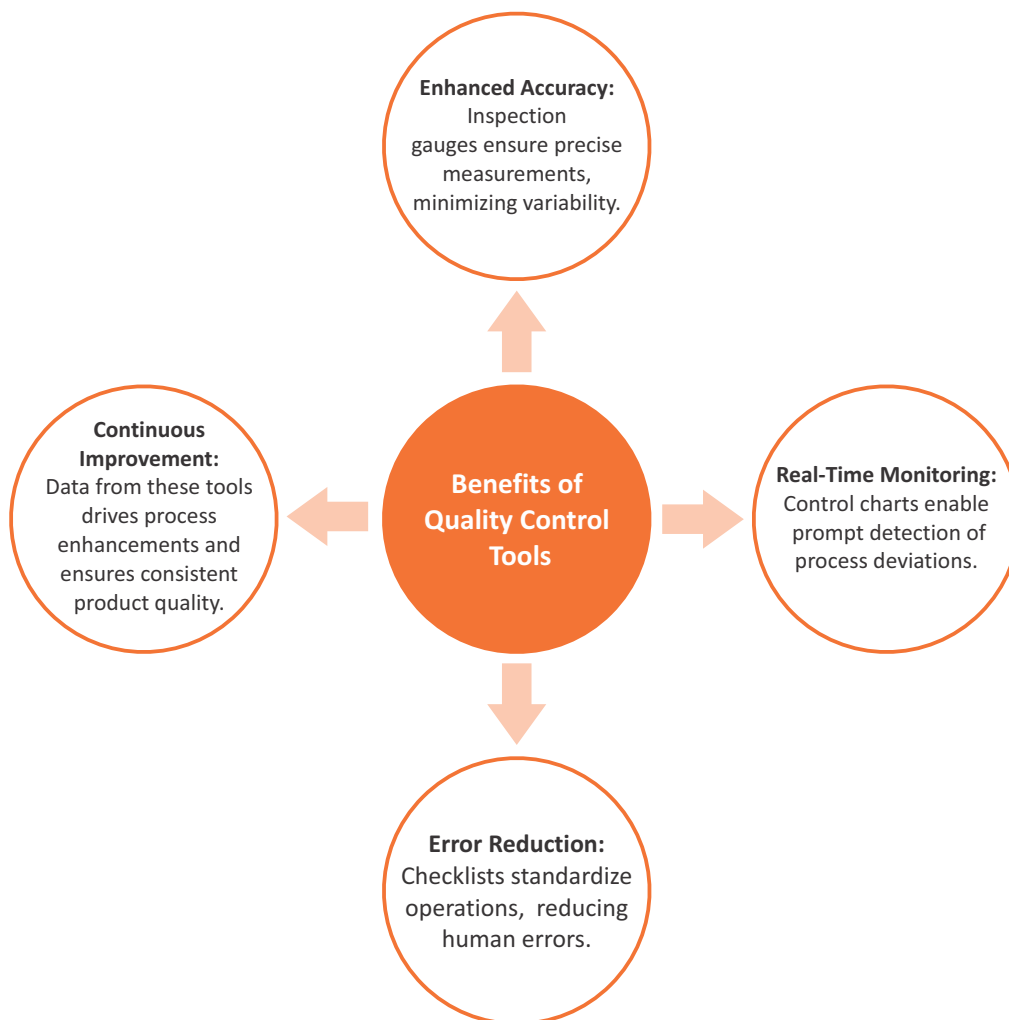 Enhanced Accuracy:
Inspection
gauges ensure precise
measurements,
minimizing variability.
Continuous
Improvement:
Data from these tools
drives process
enhancements and
ensures consistent
product quality.
Benefits of
Quality Control
Tools
Real-Time Monitoring:
Control charts enable
prompt detection of
process deviations.
Error Reduction:
Checklists standardize
operations, reducing
human errors.